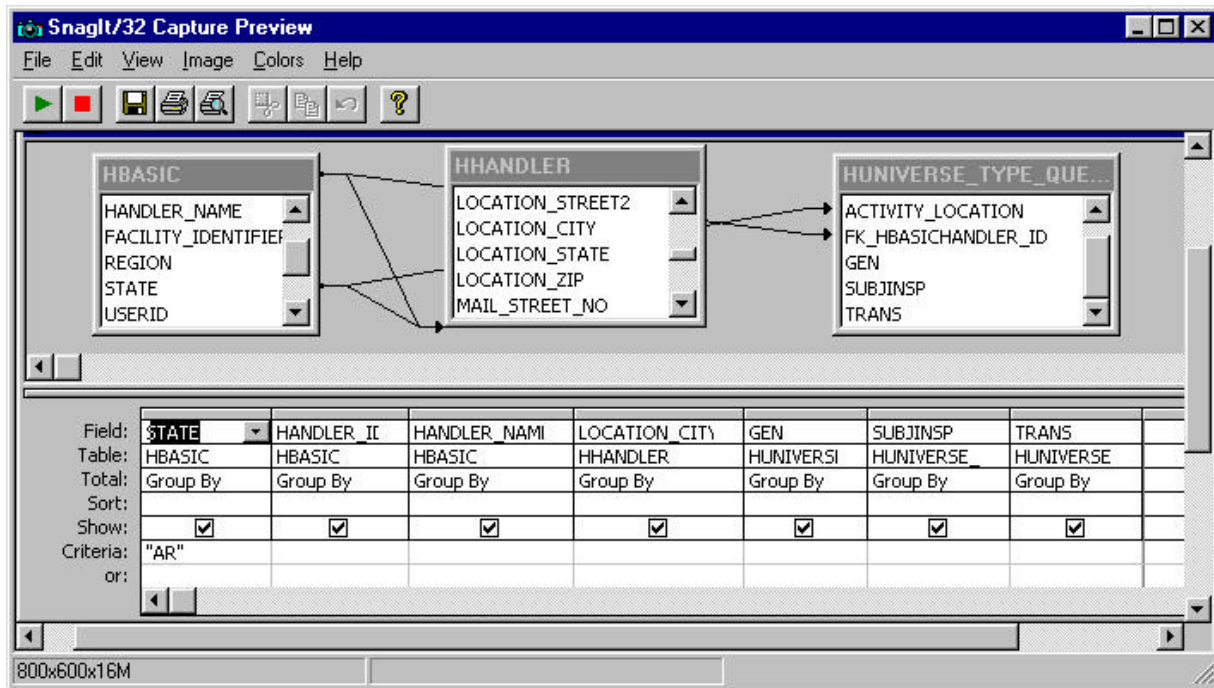 SnagIt/32 Capture Preview
File Edit View Image Colors Help
HBASIC
HANDLER_NAME
FACILITY_IDENTIFIER
REGION
STATE
USERID
HHANDLER
LOCATION_STREET2
LOCATION_CITY
LOCATION_STATE
LOCATION_ZIP
MAIL_STREET_NO
HUNIVERSE_TYPE_QUE...
ACTIVITY_LOCATION
FK_HBASICHANDLER_ID
GEN
SUBJINSP
TRANS
Field: STATE HANDLER_ID HANDLER_NAMI LOCATION_CITY GEN SUBJINSP TRANS
Table: HBASIC HBASIC HBASIC HHANDLER HUNIVERSI HUNIVERSE_ HUNIVERSE
Total: Group By Group By Group By Group By Group By Group By Group By
Sort:
Show:
Criteria: "AR"
or:
800x600x16M